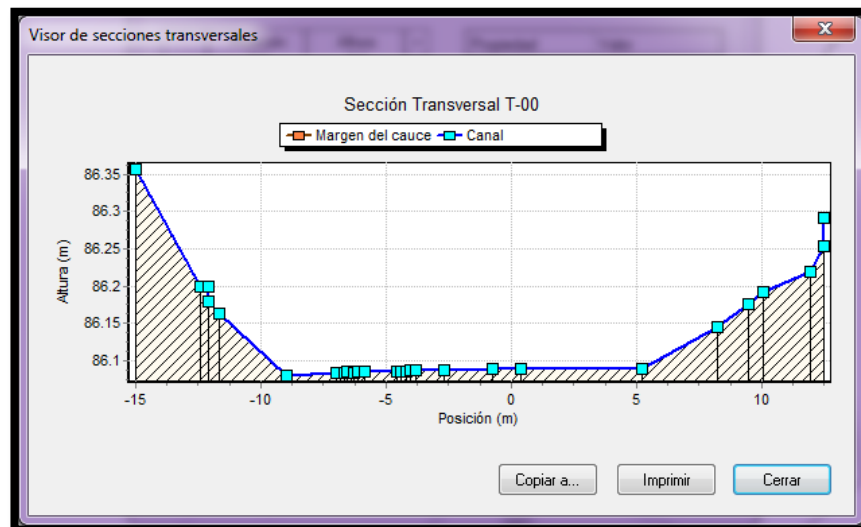 Visor de secciones transversales
Sección Transversal T-00
Margen del cauce Canal
86.35
86.3
86.25
86.2
86.15
86.1
Altura (m)
-15 -10 -5 0 5 10
Posición (m)
Copiar a... Imprimir Cerrar